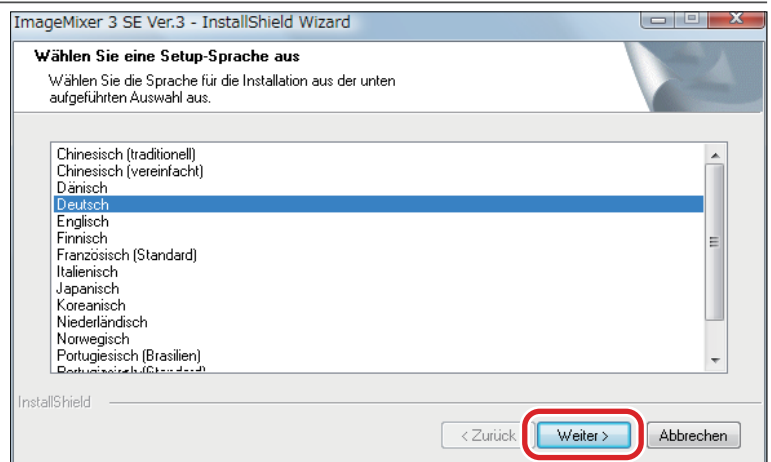 ImageMixer 3 SE Ver.3 - InstallShield Wizard
Wählen Sie eine Setup-Sprache aus
Wählen Sie die Sprache für die Installation aus der unten
aufgeführten Auswahl aus.
Chinesisch (traditionell)
Chinesisch (vereinfacht)
Dänisch
Deutsch
Englisch
Finnisch
Französisch (Standard)
Italienisch
Japanisch
Koreanisch
Niederländisch
Norwegisch
Portugiesisch (Brasilien)
Portugiesisch (Standard)
InstallShield
< Zurück
Weiter >
Abbrechen